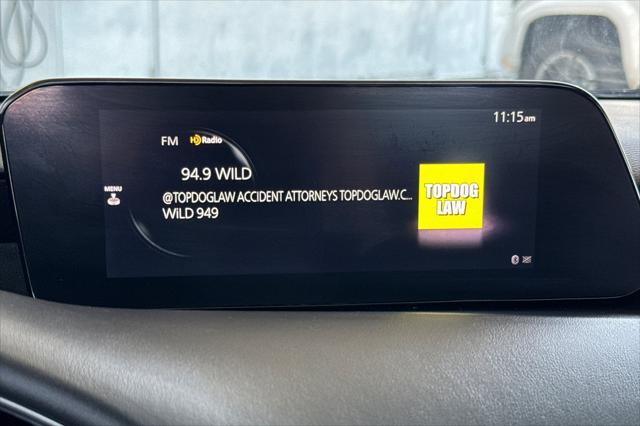 11:15am
FM HD Radio
94.9 WILD
MENU
@TOPDOGLAW ACCIDENT ATTORNEYS TOPDOGLAW.C...
WiLD 949
TOPDOG
LAW